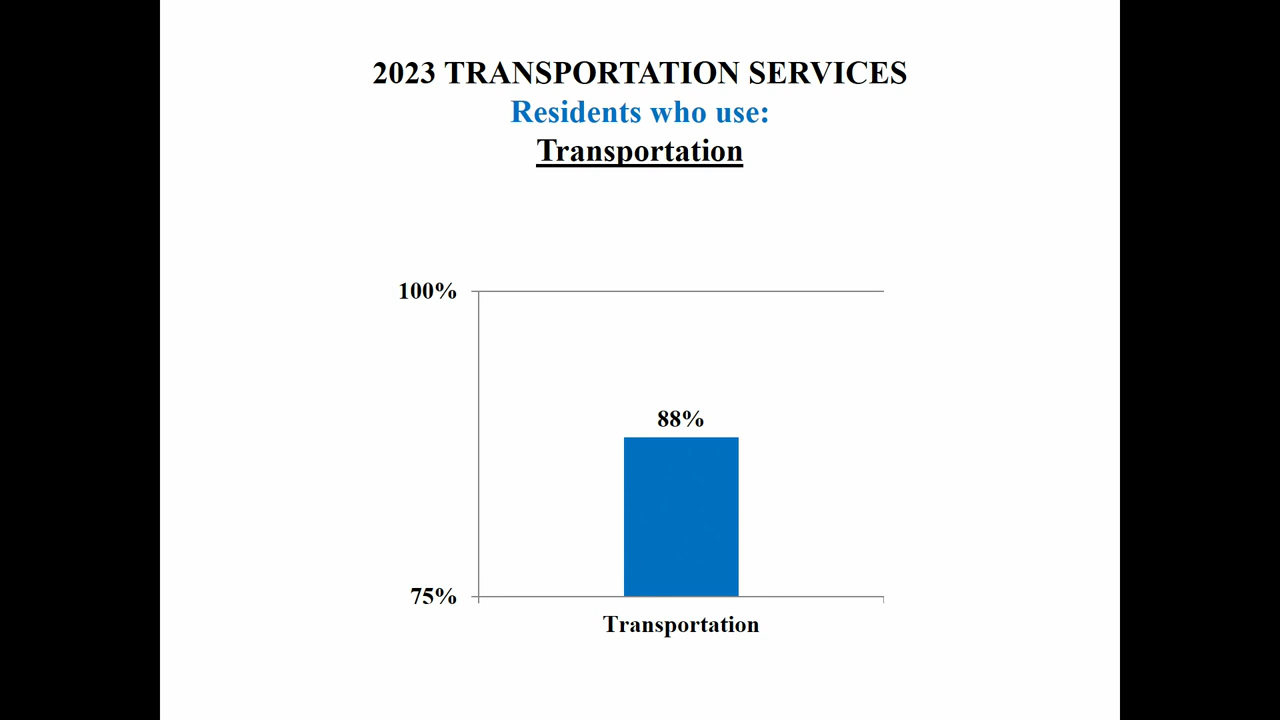 2023 TRANSPORTATION SERVICES
Residents who use:
Transportation
100%
88%
75%
Transportation